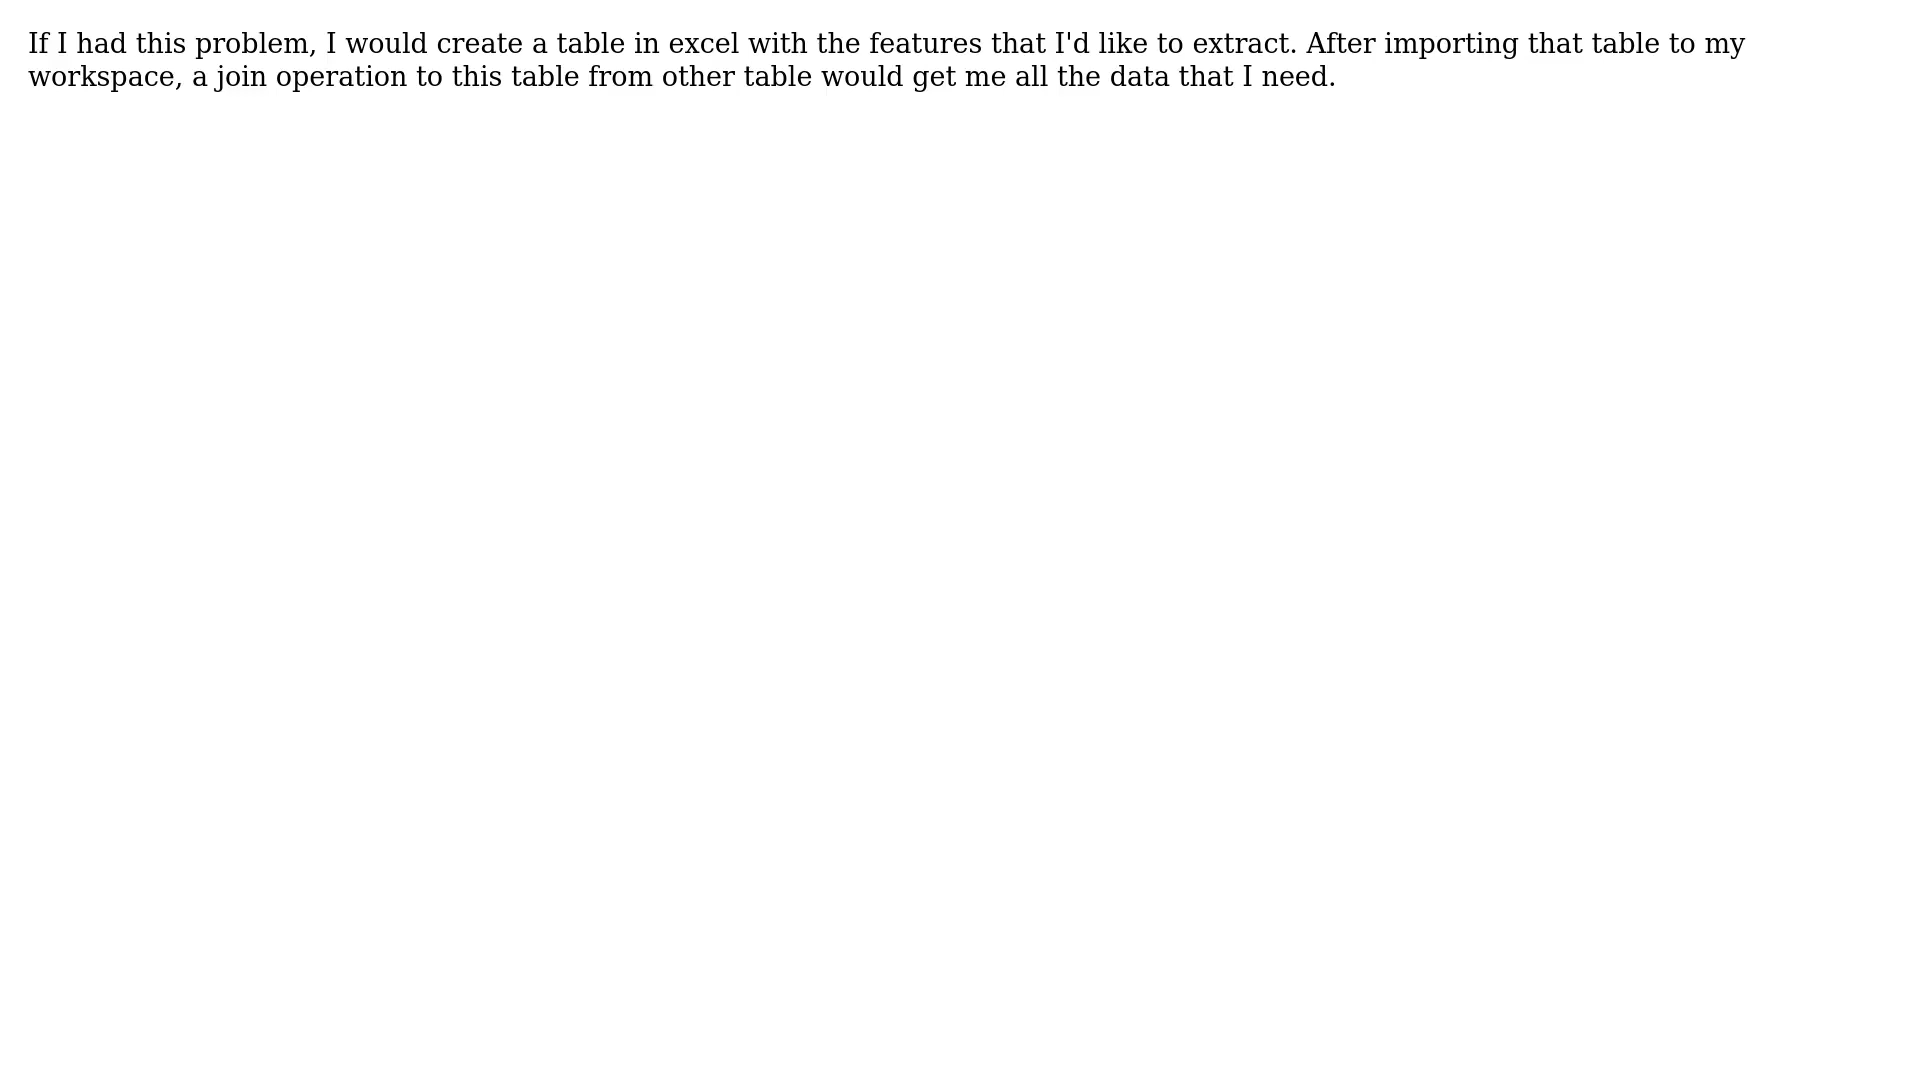 If I had this problem, I would create a table in excel with the features that I'd like to extract. After importing that table to my
workspace, a join operation to this table from other table would get me all the data that I need.